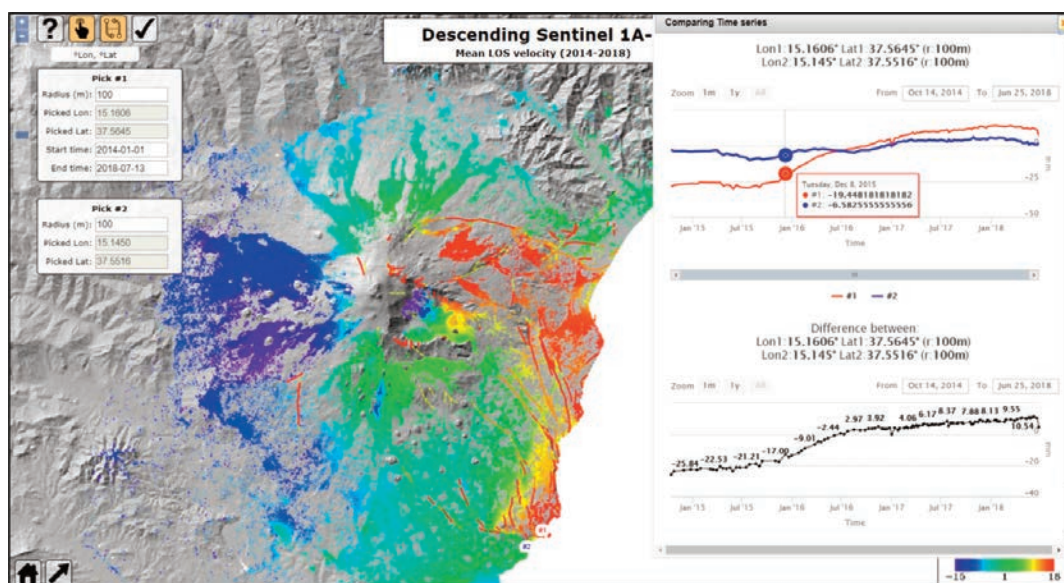 ?
*Lon, *Lat
Descending Sentinel 1A-
Mean LOS velocity (2014-2018)
Pick #1
Radius (m): 100
Picked Lon: 15.1606
Picked Lat: 37.5645
Start time: 2014-01-01
End time: 2018-07-13
Pick #2
Radius (m): 100
Picked Lon: 15.1450
Picked Lat: 37.5516
#1
#2
-15 1 15
Comparing Time series
Lon1:15.1606° Lat1:37.5645° (r:100m)
Lon2:15.145° Lat2:37.5516° (r:100m)
Zoom 1m 1y All From Oct 14, 2014 To Jun 25, 2018
Tuesday, Dec 8, 2015
#1: -19.448181818182
#2: -6.5825555555556
-25
-50
mm
Jan '15 Jul '15 Jan '16 Jul '16 Jan '17 Jul '17 Jan '18
Time
#1 #2
Difference between:
Lon1:15.1606° Lat1:37.5645° (r:100m)
Lon2:15.145° Lat2:37.5516° (r:100m)
Zoom 1m 1y All From Oct 14, 2014 To Jun 25, 2018
-25.84 -22.53 -21.21 -17.00 -9.01 -2.44 2.97 3.92 4.06 6.17 8.37 7.88 8.13 9.55
10.54
0
-20
-40
mm
Jan '15 Jul '15 Jan '16 Jul '16 Jan '17 Jul '17 Jan '18
Time